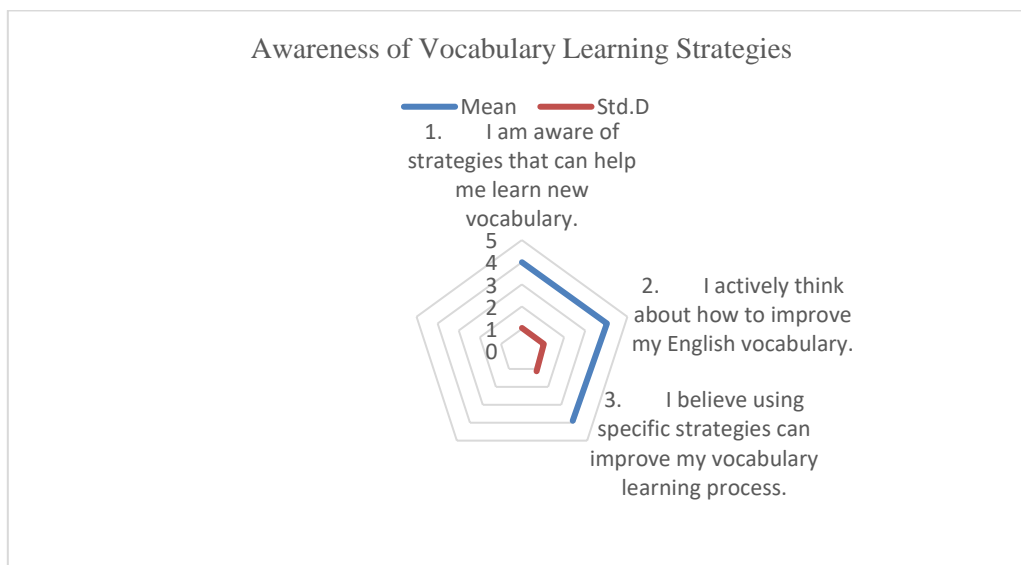 Awareness of Vocabulary Learning Strategies
Mean Std.D
1. I am aware of
strategies that can help
me learn new
vocabulary.
5
4
3
2
1
0
2. I actively think
about how to improve
my English vocabulary.
3. I believe using
specific strategies can
improve my vocabulary
learning process.